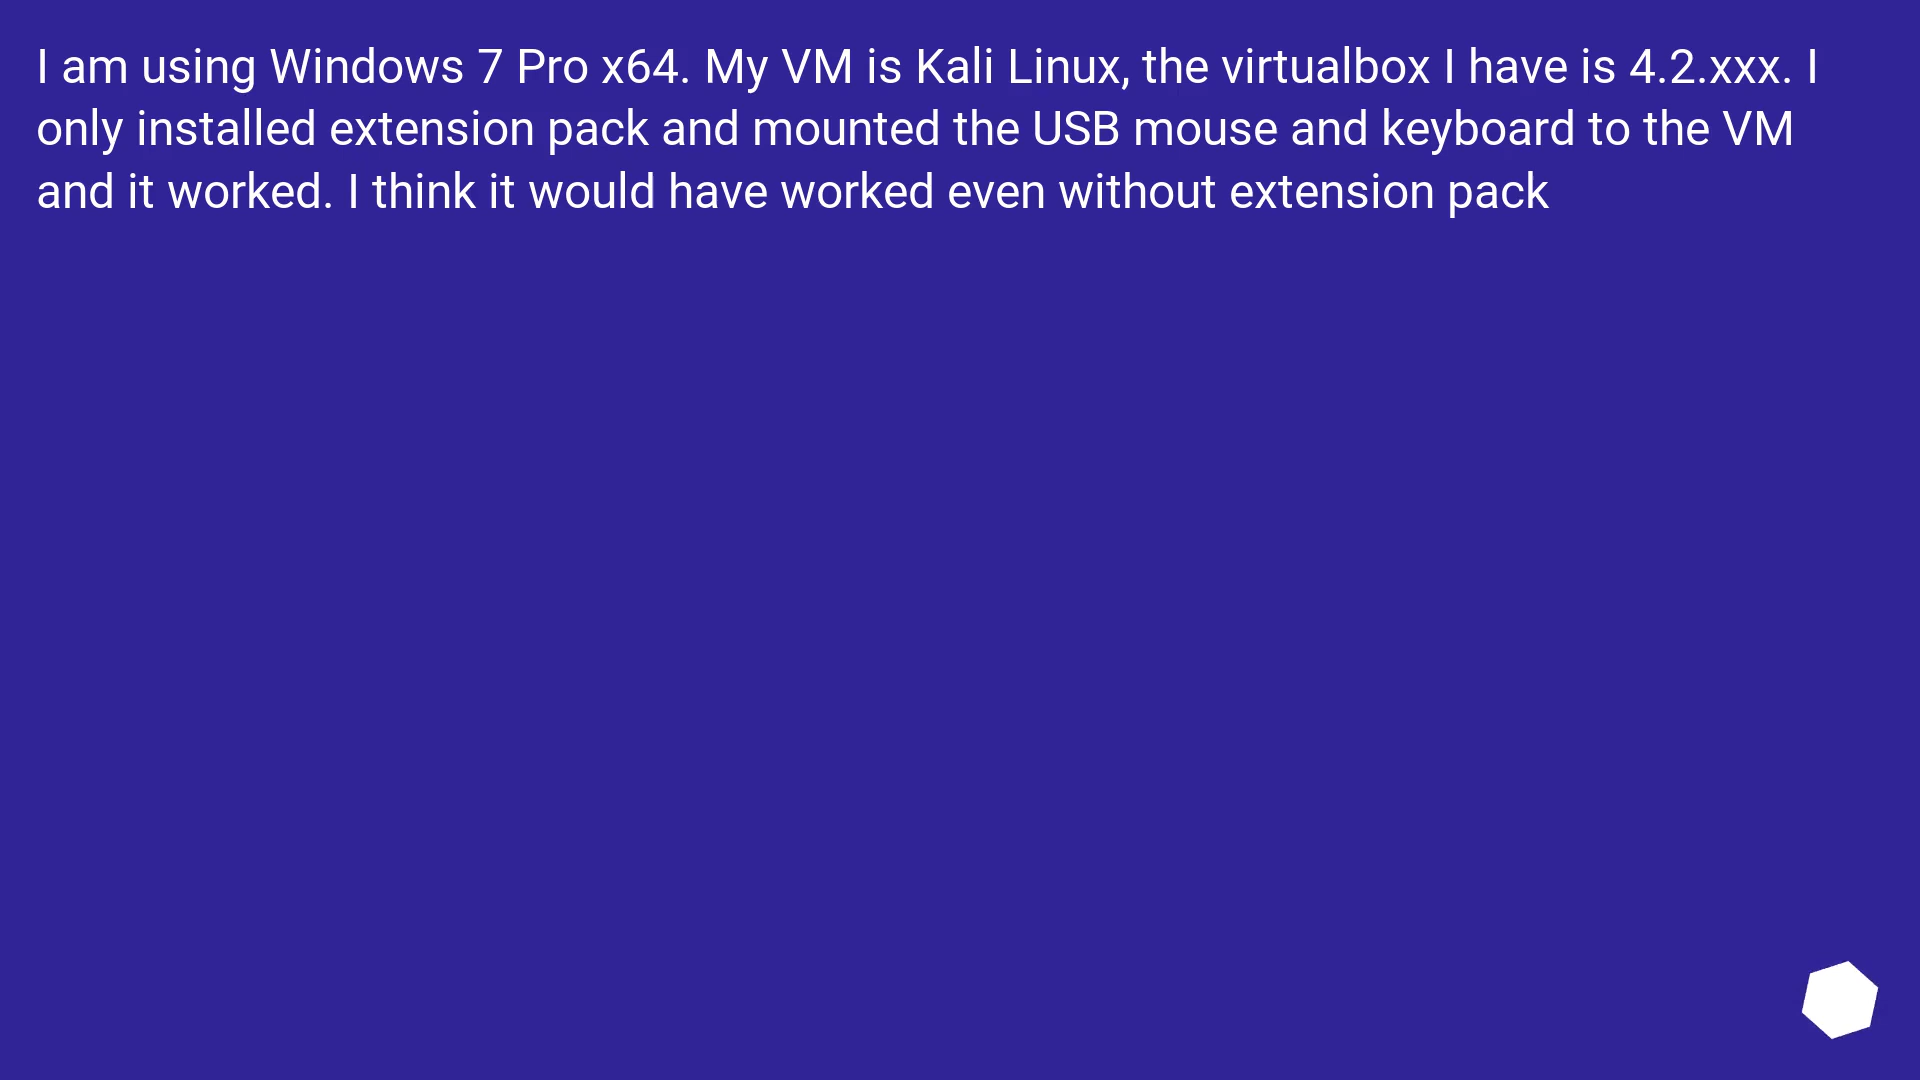 I am using Windows 7 Pro x64. My VM is Kali Linux, the virtualbox I have is 4.2.xxx. I
only installed extension pack and mounted the USB mouse and keyboard to the VM
and it worked. I think it would have worked even without extension pack